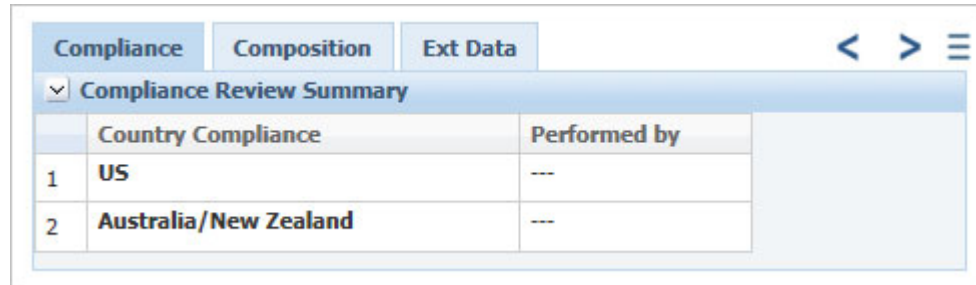 Compliance Composition Ext Data
Compliance Review Summary
Country Compliance Performed by
1 US ---
2 Australia/New Zealand ---